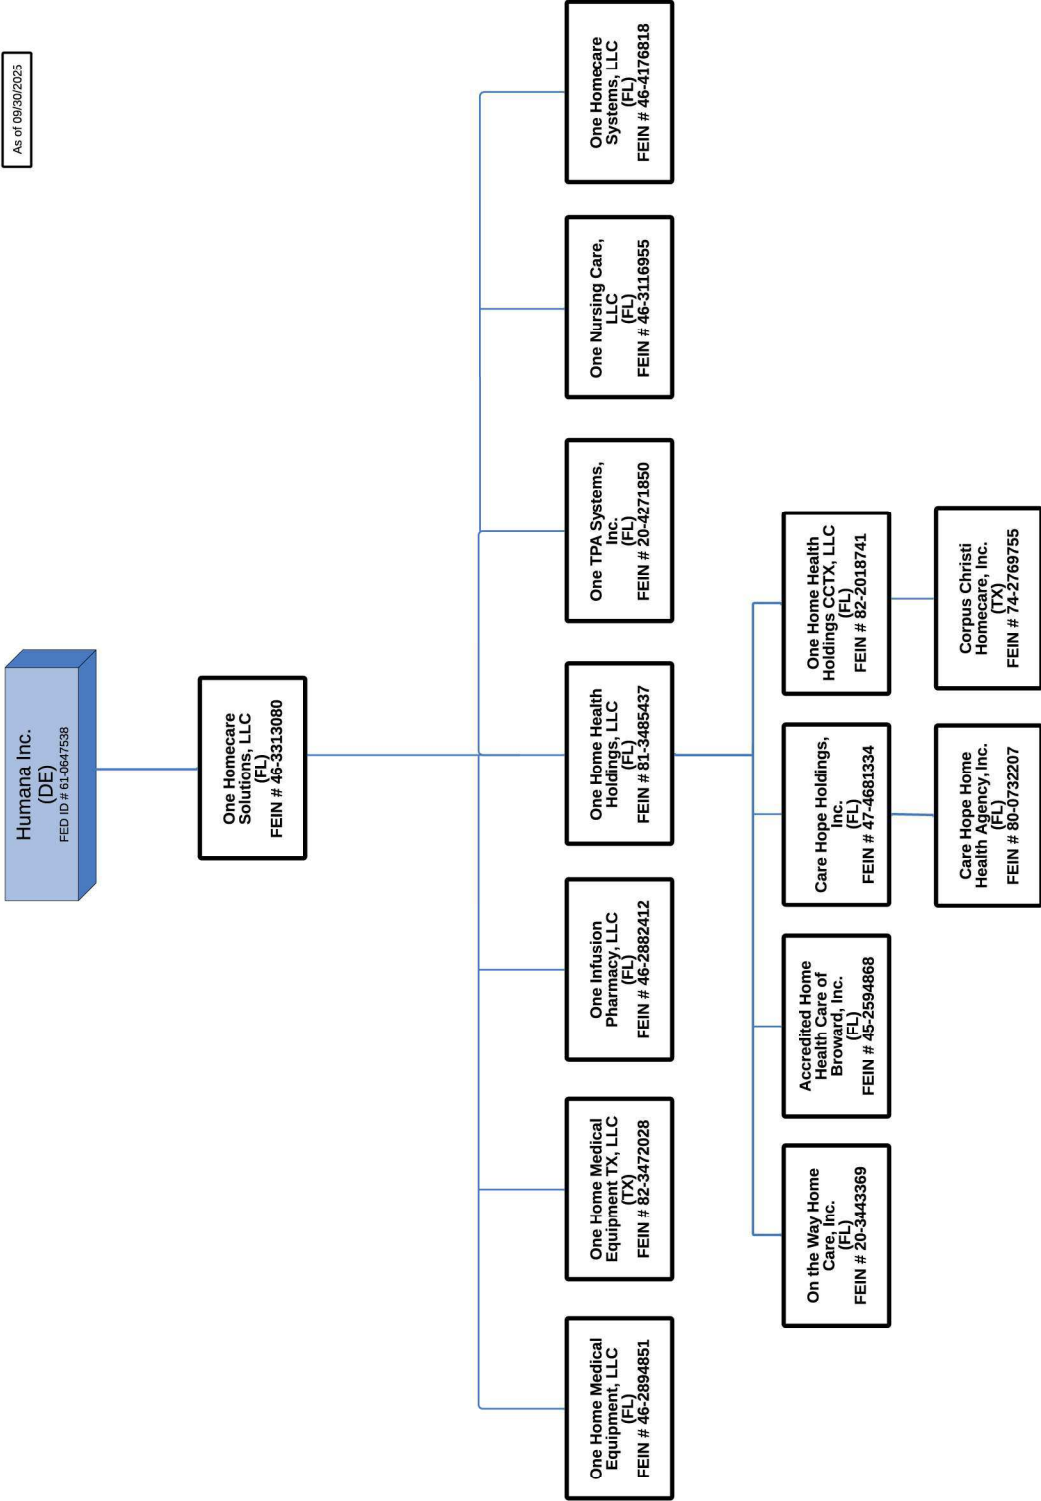 As of 09/30/2025
Humana Inc.
(DE)
FED ID # 61-0647538
One Homecare
Solutions, LLC
(FL)
FEIN # 46-3313080
One Home Medical
Equipment, LLC
(FL)
FEIN # 46-2894851
One Home Medical
Equipment TX, LLC
(TX)
FEIN # 82-3472028
One Infusion
Pharmacy, LLC
(FL)
FEIN # 46-2882412
One Home Health
Holdings, LLC
(FL)
FEIN # 81-3485437
One TPA Systems,
Inc.
(FL)
FEIN # 20-4271850
One Nursing Care,
LLC
(FL)
FEIN # 46-3116955
One Homecare
Systems, LLC
(FL)
FEIN # 46-4176818
On the Way Home
Care, Inc.
(FL)
FEIN # 20-3443369
Accredited Home
Health Care of
Broward, Inc.
(FL)
FEIN # 45-2594868
Care Hope Holdings,
Inc.
(FL)
FEIN # 47-4681334
One Home Health
Holdings CCTX, LLC
(FL)
FEIN # 82-2018741
Care Hope Home
Health Agency, Inc.
(FL)
FEIN # 80-0732207
Corpus Christi
Homecare, Inc.
(TX)
FEIN # 74-2769755